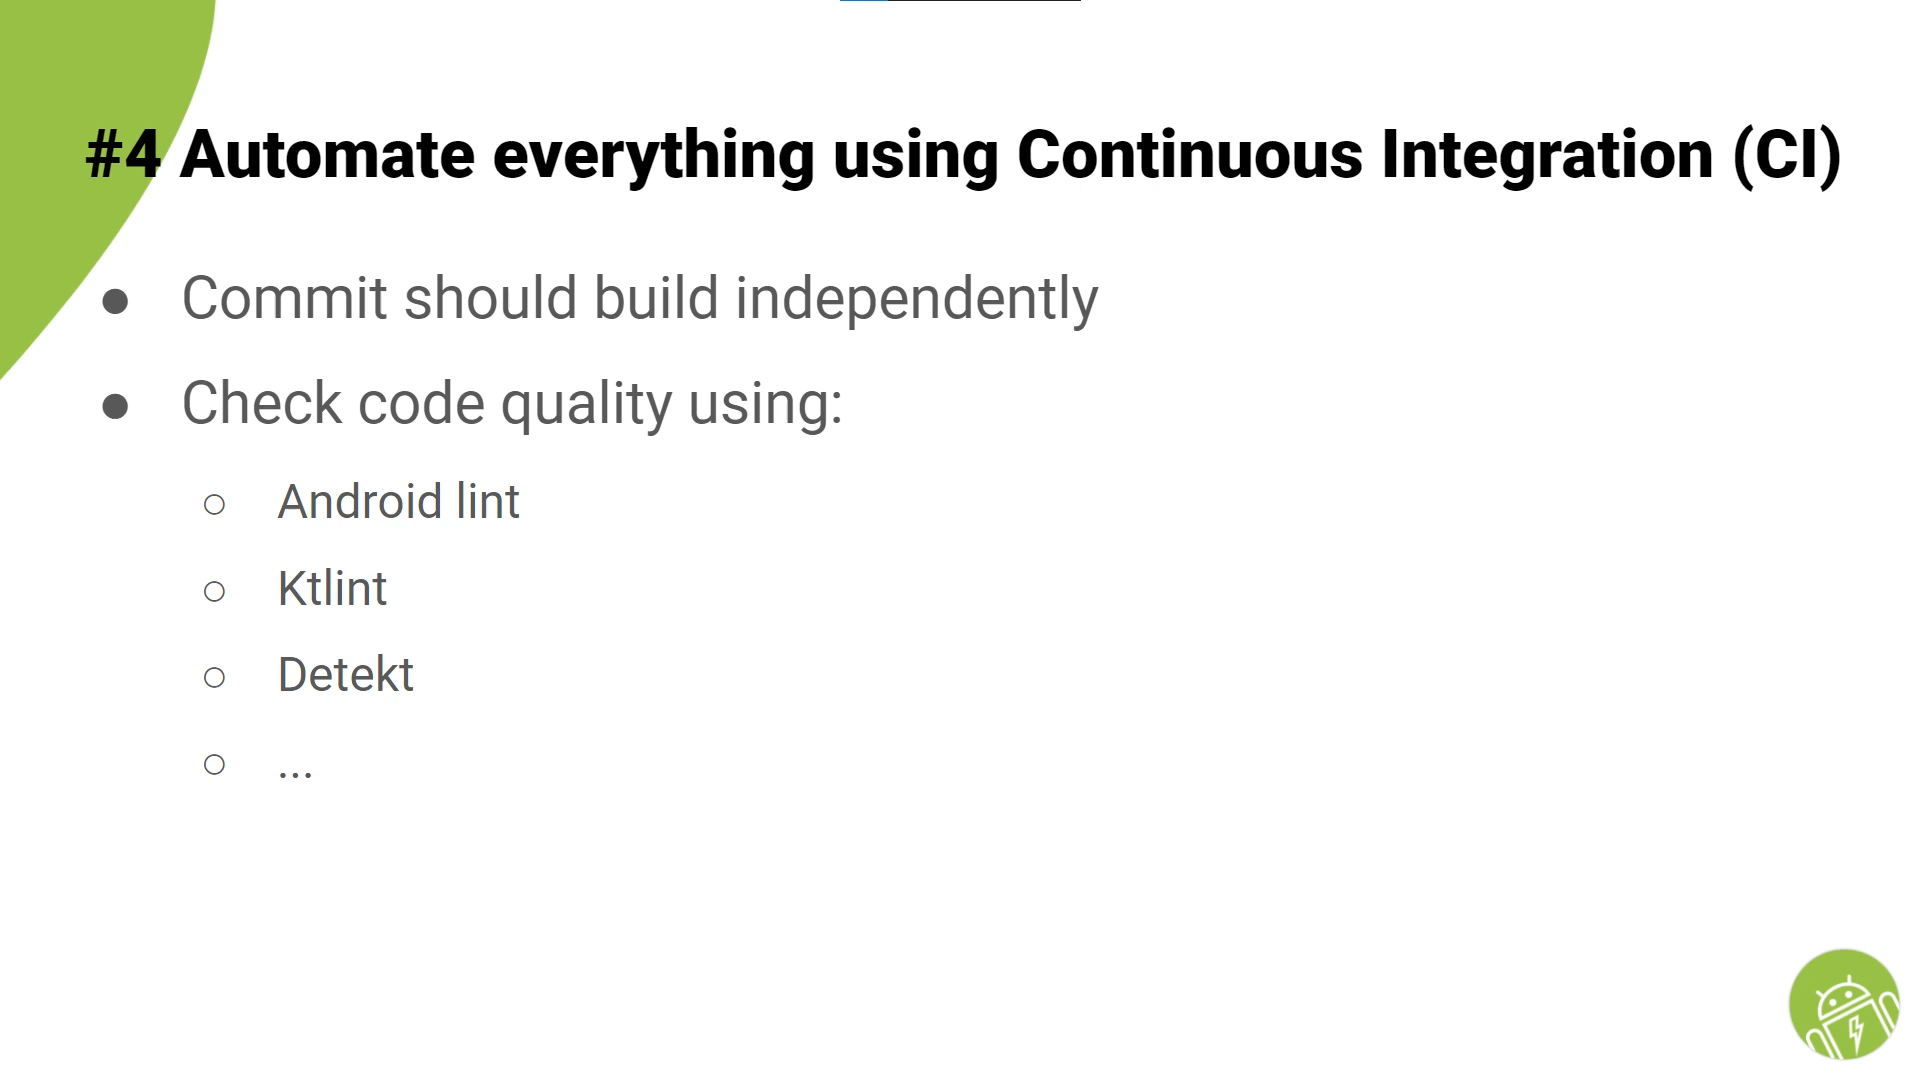 #4 Automate everything using Continuous Integration (CI)
● Commit should build independently
● Check code quality using:
○ Android lint
○ Ktlint
○ Detekt
○ ...